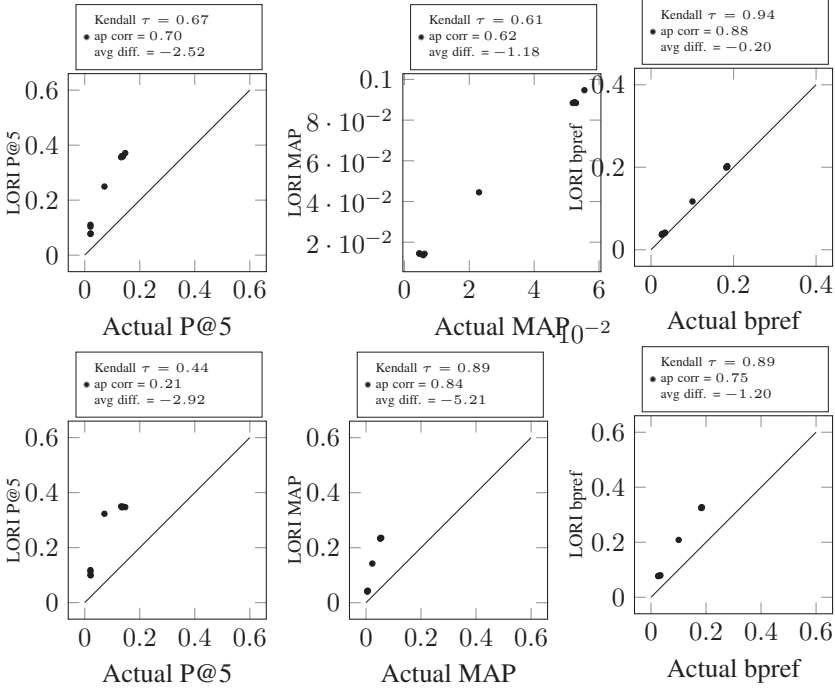 Kendall τ = 0.67
ap corr = 0.70
avg diff. = −2.52
Kendall τ = 0.61
ap corr = 0.62
avg diff. = −1.18
Kendall τ = 0.94
ap corr = 0.88
avg diff. = −0.20
LORI P@5
0.6
0.4
0.2
0
0 0.2 0.4 0.6
Actual P@5
LORI MAP
0.1
8 · 10−2
6 · 10−2
4 · 10−2
2 · 10−2
0 2 4 6
Actual MAP
·10−2
LORI bpref
0.4
0.2
0
0 0.2 0.4
Actual bpref
Kendall τ = 0.44
ap corr = 0.21
avg diff. = −2.92
Kendall τ = 0.89
ap corr = 0.84
avg diff. = −5.21
Kendall τ = 0.89
ap corr = 0.75
avg diff. = −1.20
LORI P@5
0.6
0.4
0.2
0
0 0.2 0.4 0.6
Actual P@5
LORI MAP
0.6
0.4
0.2
0
0 0.2 0.4 0.6
Actual MAP
LORI bpref
0.6
0.4
0.2
0
0 0.2 0.4 0.6
Actual bpref